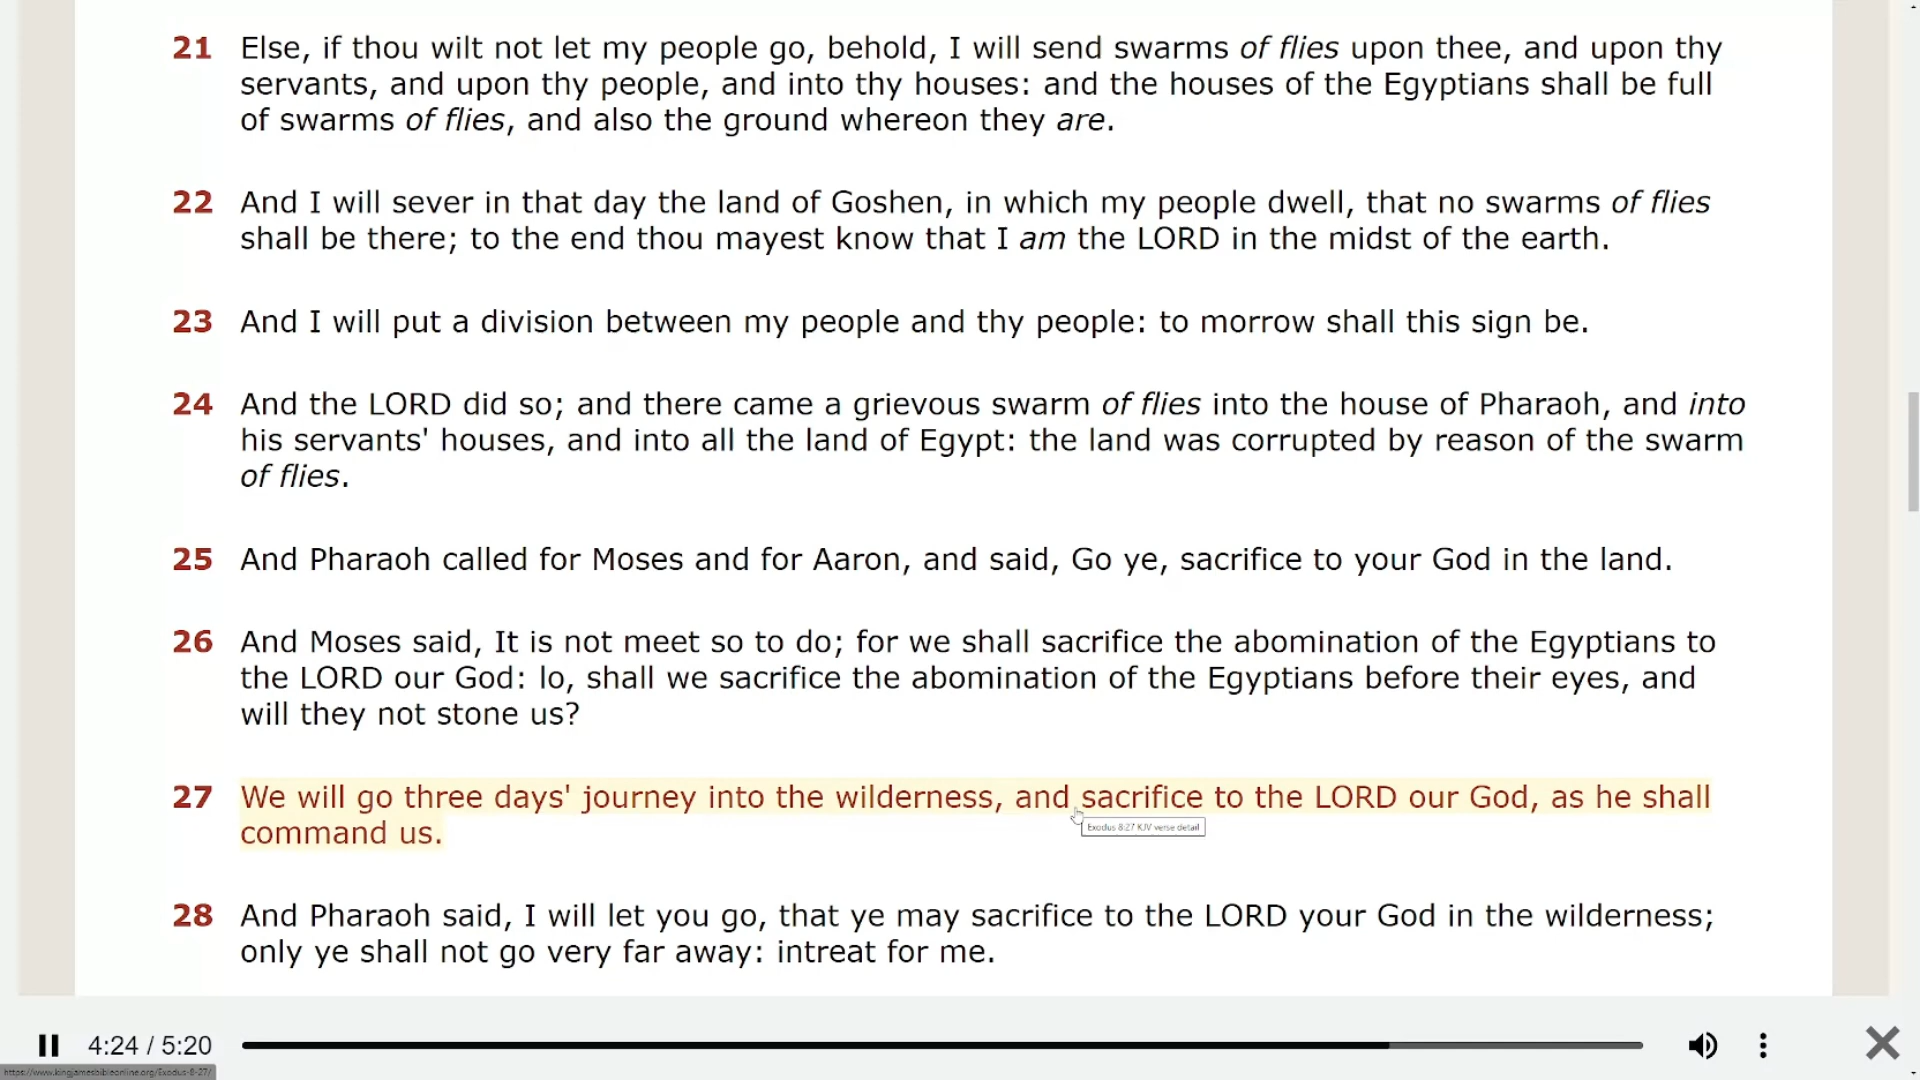 21 Else, if thou wilt not let my people go, behold, I will send swarms of flies upon thee, and upon thy
servants, and upon thy people, and into thy houses: and the houses of the Egyptians shall be full
of swarms of flies, and also the ground whereon they are.
22 And I will sever in that day the land of Goshen, in which my people dwell, that no swarms of flies
shall be there; to the end thou mayest know that I am the LORD in the midst of the earth.
23 And I will put a division between my people and thy people: to morrow shall this sign be.
24 And the LORD did so; and there came a grievous swarm of flies into the house of Pharaoh, and into
his servants' houses, and into all the land of Egypt: the land was corrupted by reason of the swarm
of flies.
25 And Pharaoh called for Moses and for Aaron, and said, Go ye, sacrifice to your God in the land.
26 And Moses said, It is not meet so to do; for we shall sacrifice the abomination of the Egyptians to
the LORD our God: lo, shall we sacrifice the abomination of the Egyptians before their eyes, and
will they not stone us?
27 We will go three days' journey into the wilderness, and sacrifice to the LORD our God, as he shall
command us.
Exodus 8:27 KJV verse detail
28 And Pharaoh said, I will let you go, that ye may sacrifice to the LORD your God in the wilderness;
only ye shall not go very far away: intreat for me.
4:24 / 5:20
https://www.kingjamesbibleonline.org/Exodus-8-27/